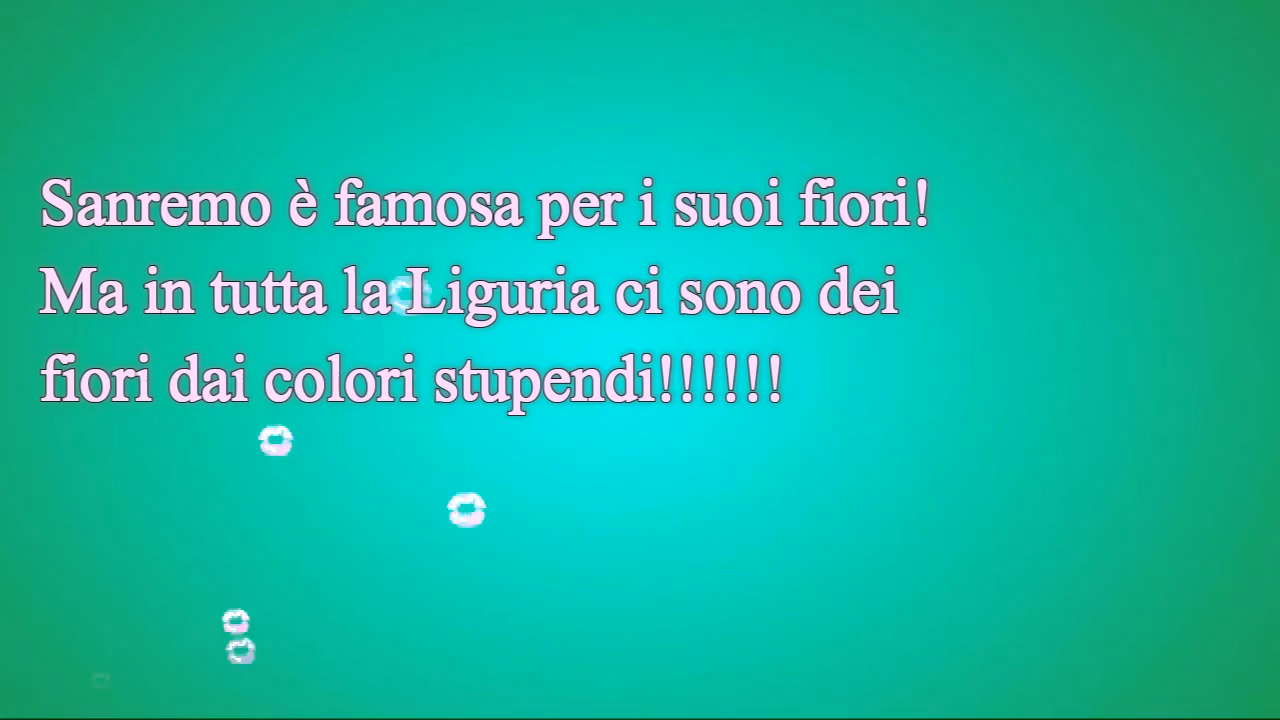 Sanremo è famosa per i suoi fiori!
Ma in tutta la Liguria ci sono dei
fiori dai colori stupendi!!!!!!